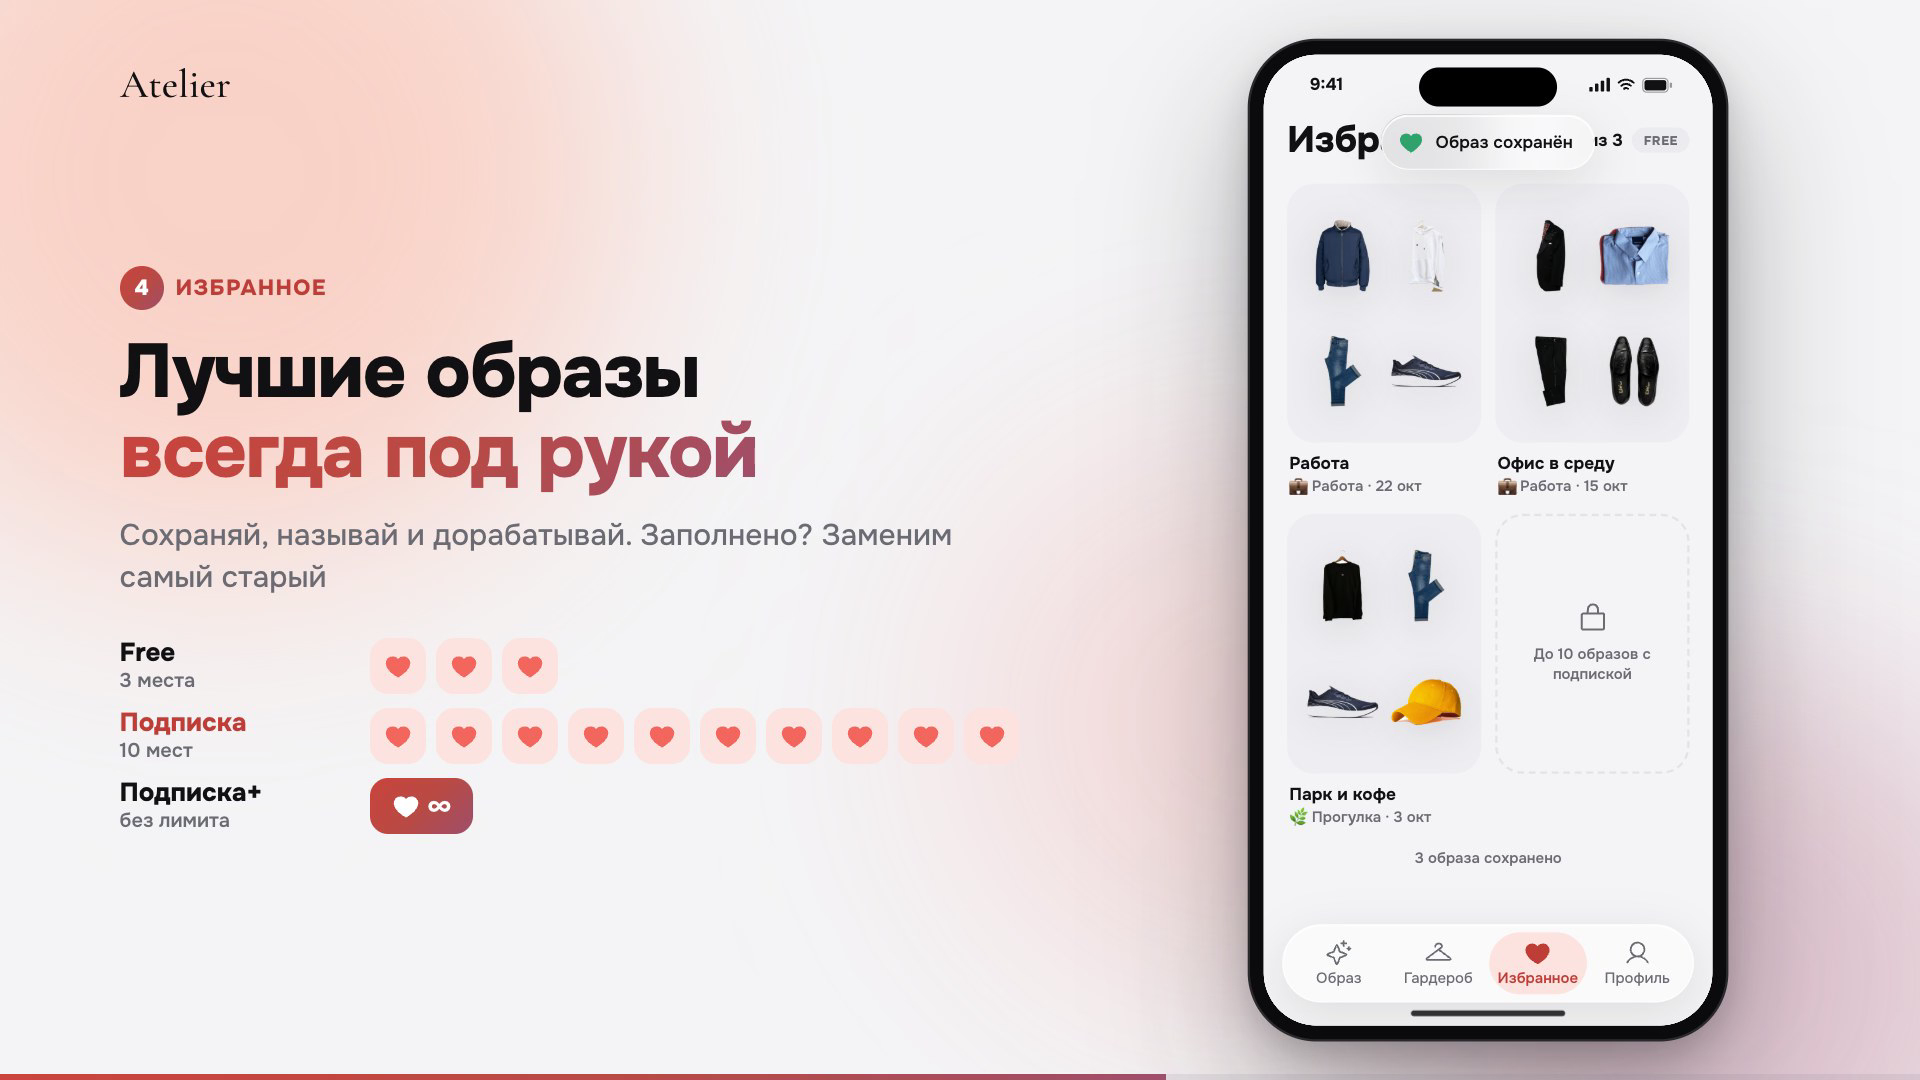 Atelier
4 ИЗБРАННОЕ
Лучшие образы
всегда под рукой
Сохраняй, называй и дорабатывай. Заполнено? Заменим
самый старый
Free
3 места
Подписка
10 мест
Подписка+
без лимита
∞
9:41
Образ сохранён
из 3
FREE
Работа
💼 Работа · 22 окт
Офис в среду
💼 Работа · 15 окт
До 10 образов с
подпиской
Парк и кофе
🌿 Прогулка · 3 окт
3 образа сохранено
Образ
Гардероб
Избранное
Профиль